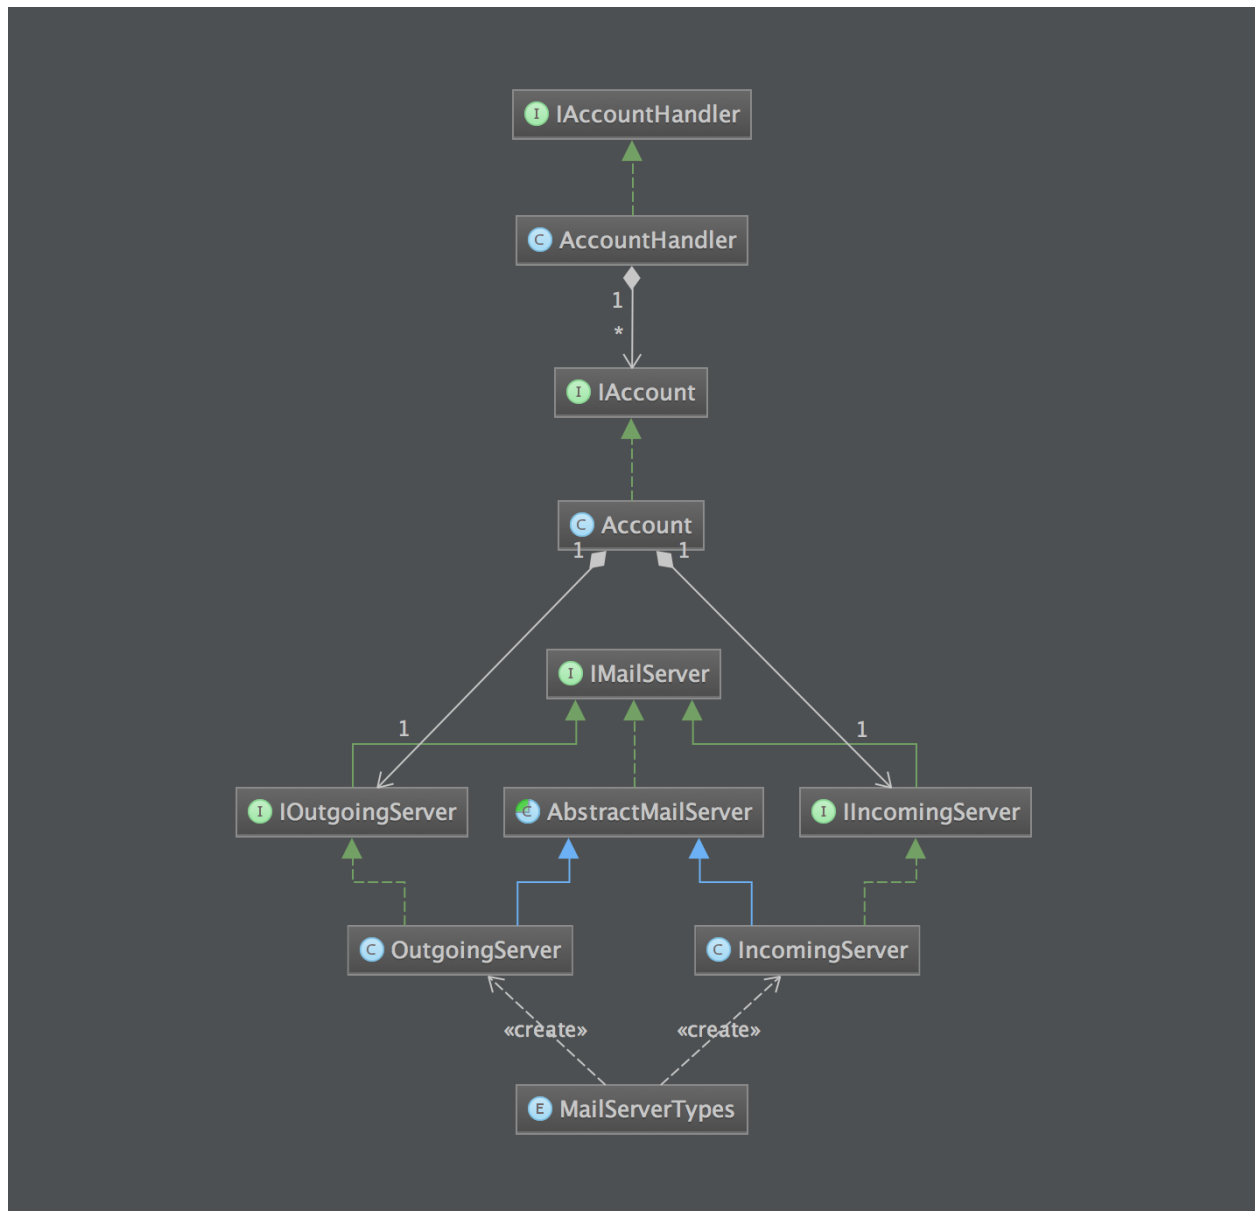 I IAccountHandler
C AccountHandler
1
*
I IAccount
C Account
1 1
I IMailServer
1 1
I IOutgoingServer C AbstractMailServer I IIncomingServer
C OutgoingServer C IncomingServer
«create» «create»
E MailServerTypes